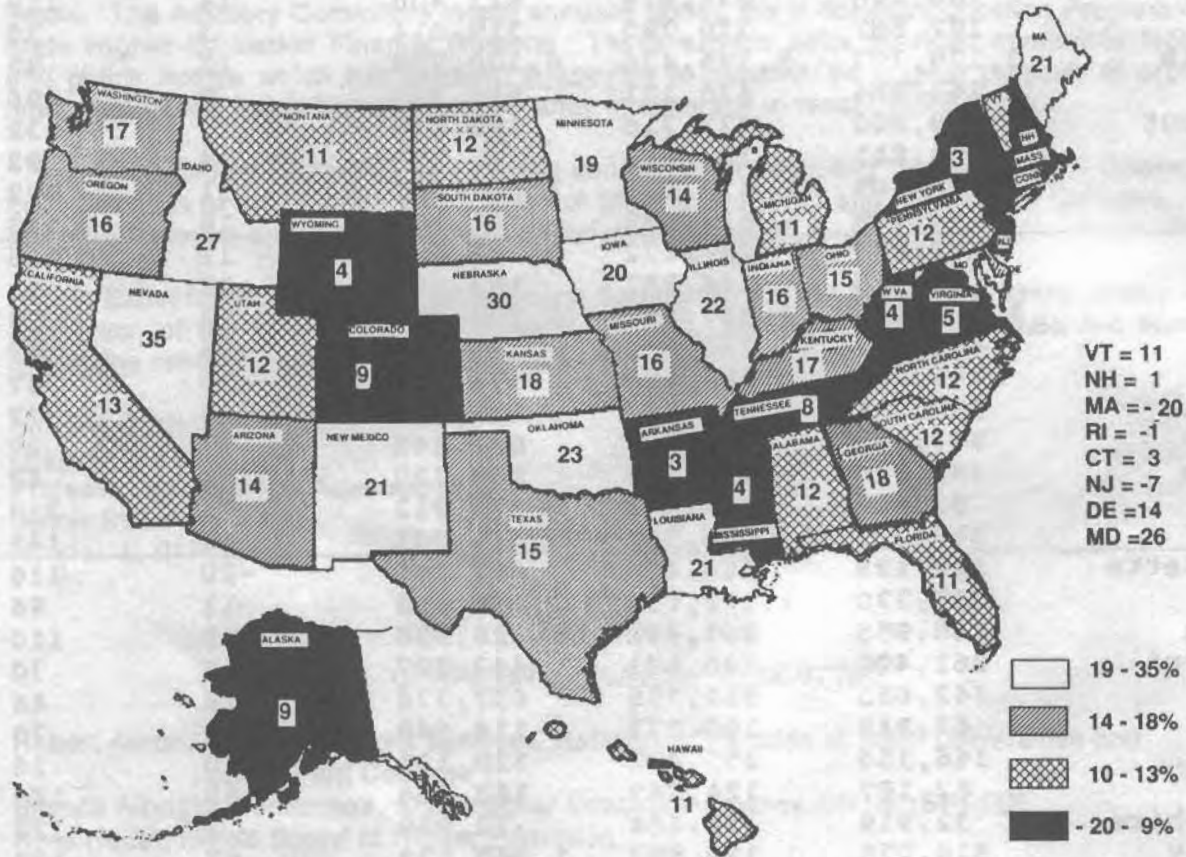 MA
21
WASHINGTON
17
MONTANA
11
NORTH DAKOTA
12
MINNESOTA
19
VT
NH
MASS
CONN
3
NEW YORK
OREGON
16
IDAHO
27
SOUTH DAKOTA
16
WISCONSIN
14
MICHIGAN
11
PENNSYLVANIA
12
WYOMING
4
IOWA
20
NEBRASKA
30
ILLINOIS
22
INDIANA
16
OHIO
15
NJ
MD
DE
W VA
4
VIRGINIA
5
CALIFORNIA
13
NEVADA
35
UTAH
12
COLORADO
9
KANSAS
18
MISSOURI
16
KENTUCKY
17
NORTH CAROLINA
12
TENNESSEE
8
SOUTH CAROLINA
12
ARIZONA
14
NEW MEXICO
21
OKLAHOMA
23
ARKANSAS
3
MISSISSIPPI
4
ALABAMA
12
GEORGIA
18
TEXAS
15
LOUISIANA
21
FLORIDA
11
ALASKA
9
HAWAII
11
VT = 11
NH = 1
MA = - 20
RI = -1
CT = 3
NJ = -7
DE =14
MD =26
19 - 35%
14 - 18%
10 - 13%
- 20 - 9%